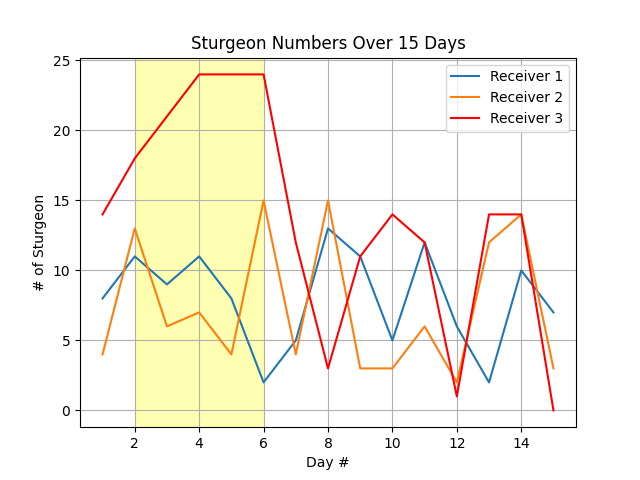 Sturgeon Numbers Over 15 Days
Receiver 1
Receiver 2
Receiver 3
# of Sturgeon
25
20
15
10
5
0
2 4 6 8 10 12 14
Day #